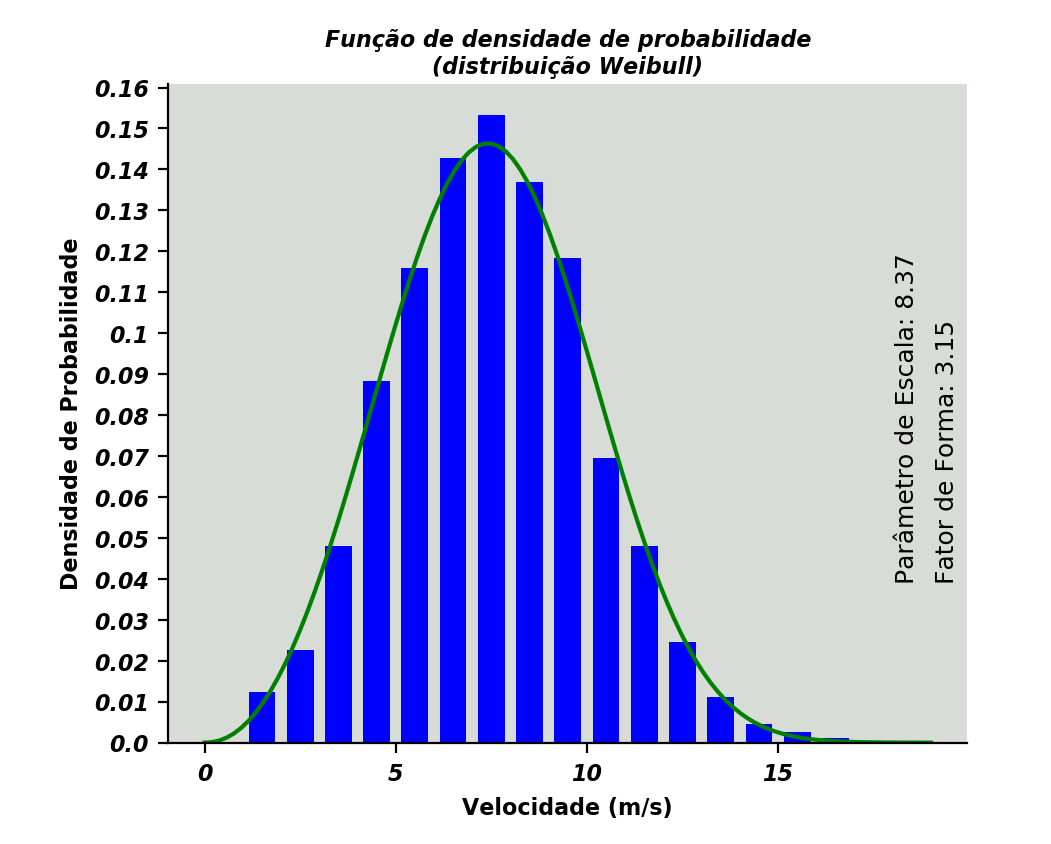 Função de densidade de probabilidade
(distribuição Weibull)
0.16
0.15
0.14
0.13
0.12
0.11
0.1
0.09
0.08
0.07
0.06
0.05
0.04
0.03
0.02
0.01
0.0
Densidade de Probabilidade
Parâmetro de Escala: 8.37
Fator de Forma: 3.15
0 5 10 15
Velocidade (m/s)